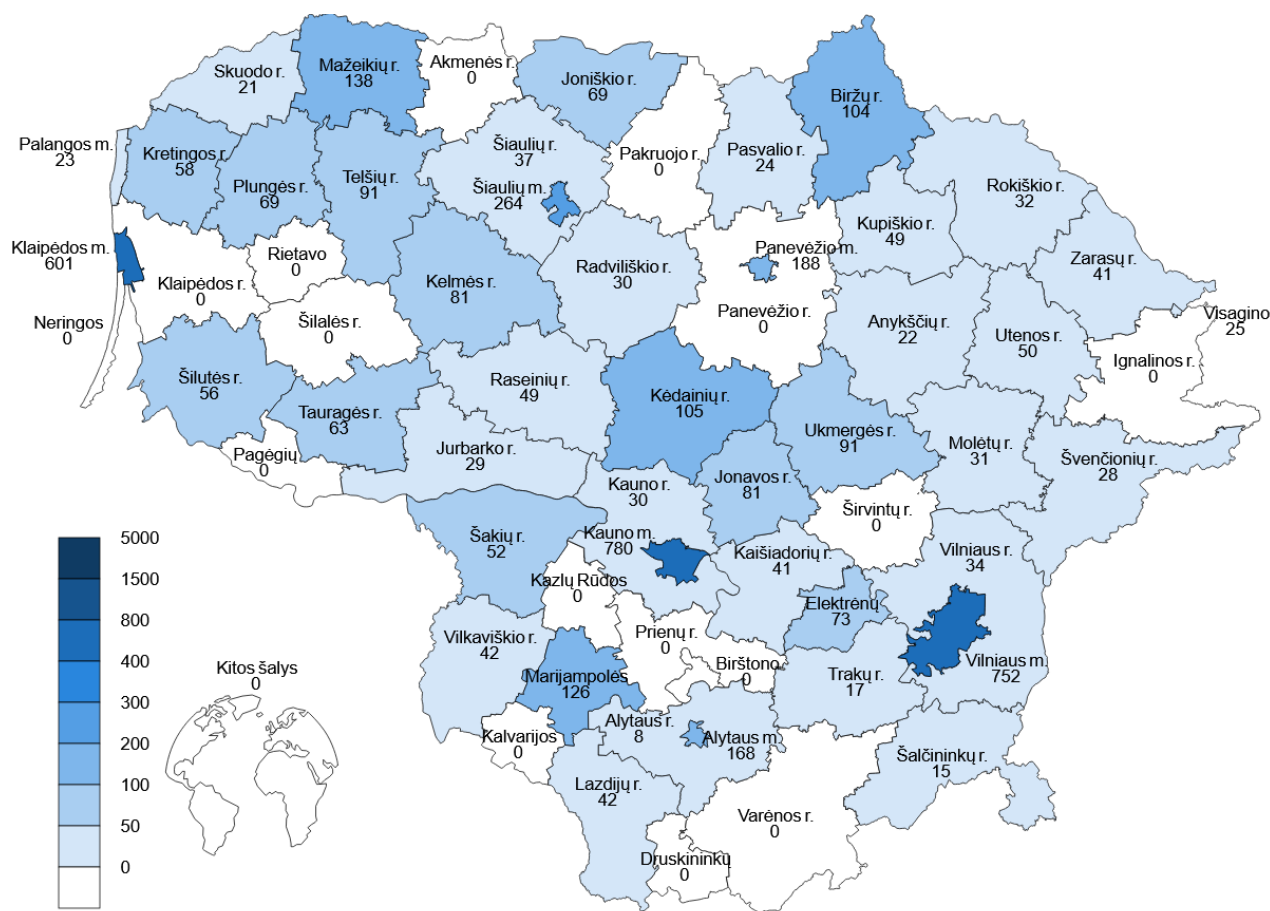 Skuodo r.
21
Mažeikių r.
138
Akmenės r.
0
Joniškio r.
69
Biržų r.
104
Palangos m.
23
Kretingos r.
58
Plungės r.
69
Telšių r.
91
Šiaulių r.
37
Šiaulių m.
264
Pakruojo r.
0
Pasvalio r.
24
Rokiškio r.
32
Kupiškio r.
49
Zarasų r.
41
Klaipėdos m.
601
Klaipėdos r.
0
Rietavo
0
Kelmės r.
81
Radviliškio r.
30
Panevėžio m.
188
Panevėžio r.
0
Anykščių r.
22
Utenos r.
50
Visagino
25
Ignalinos r.
0
Neringos
0
Šilalės r.
0
Šilutės r.
56
Tauragės r.
63
Raseinių r.
49
Kėdainių r.
105
Ukmergės r.
91
Molėtų r.
31
Švenčionių r.
28
Pagėgių
0
Jurbarko r.
29
Kauno r.
30
Jonavos r.
81
Širvintų r.
0
Šakių r.
52
Kauno m.
780
Kaišiadorių r.
41
Vilniaus r.
34
Kazlų Rūdos
0
Elektrėnų
73
Vilkaviškio r.
42
Prienų r.
0
Birštono
0
Trakų r.
17
Vilniaus m.
752
Marijampolės
126
Kalvarijos
0
Alytaus r.
8
Alytaus m.
168
Šalčininkų r.
15
Lazdijų r.
42
Varėnos r.
0
Druskininkų
0
Kitos šalys
0
5000
1500
800
400
300
200
100
50
0